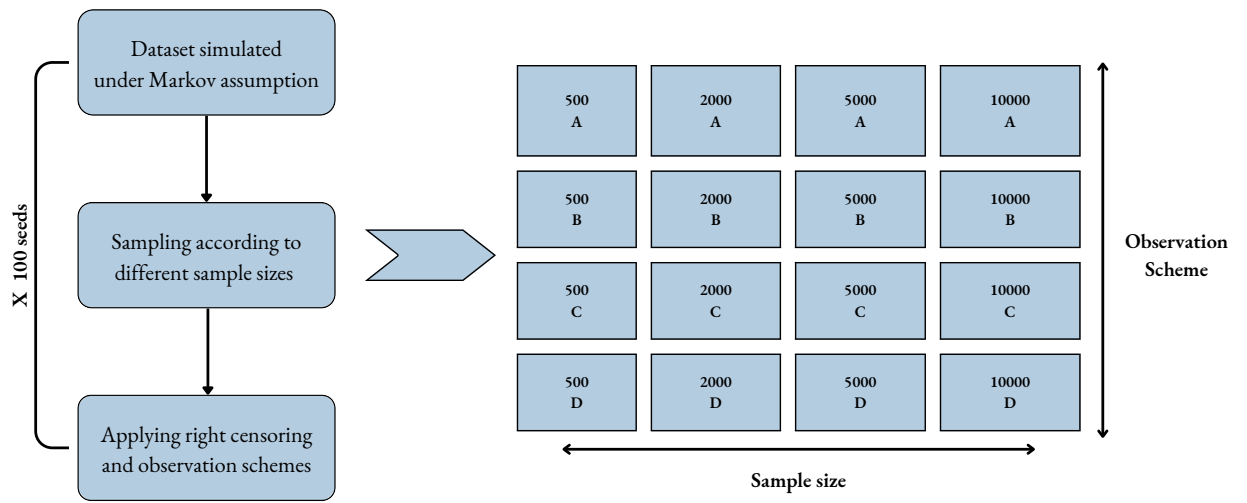 Dataset simulated
under Markov assumption
Sampling according to
different sample sizes
Applying right censoring
and observation schemes
X 100 seeds
500
A
2000
A
5000
A
10000
A
500
B
2000
B
5000
B
10000
B
500
C
2000
C
5000
C
10000
C
500
D
2000
D
5000
D
10000
D
Observation
Scheme
Sample size